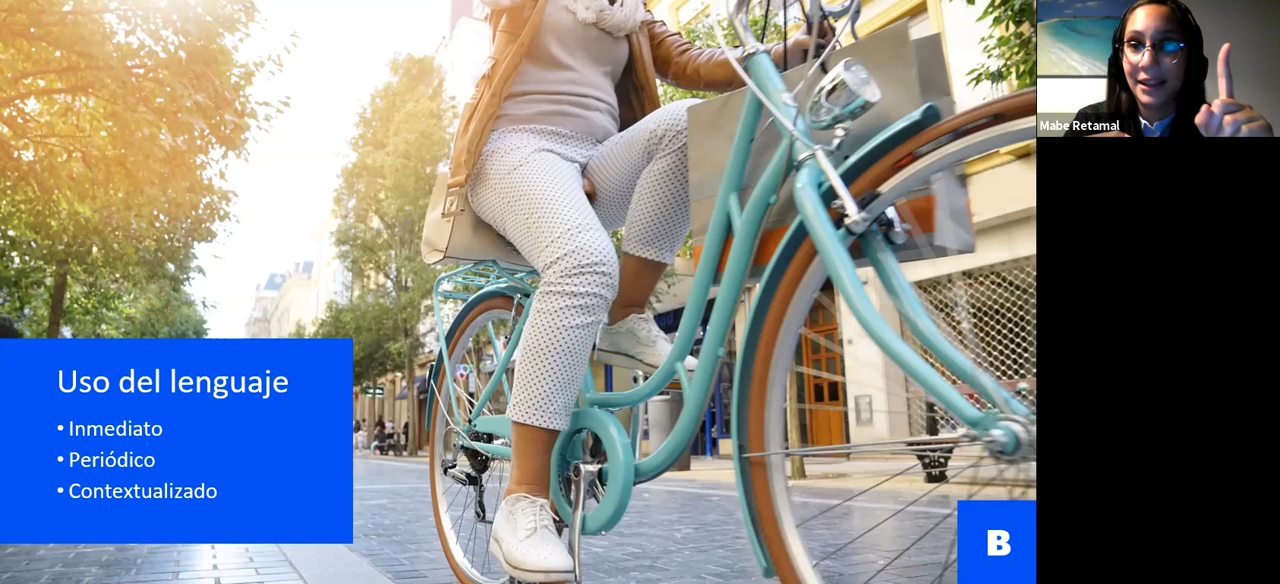 Mabe Retamal
Uso del lenguaje
• Inmediato
• Periódico
• Contextualizado
B